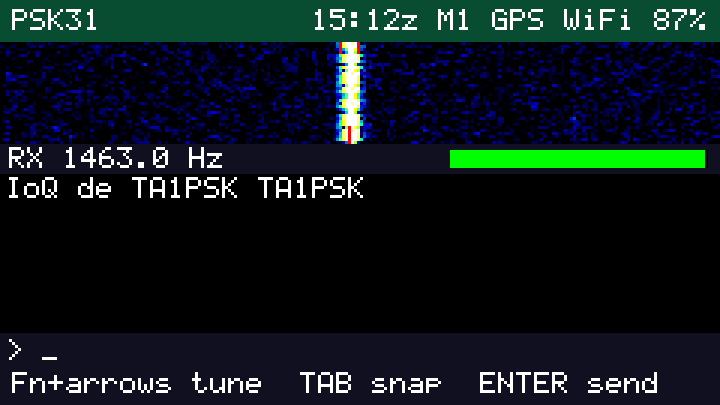 PSK31 15:12z M1 GPS WiFi 87%
RX 1463.0 Hz
IoQ de TA1PSK TA1PSK
> _
Fn+arrows tune TAB snap ENTER send